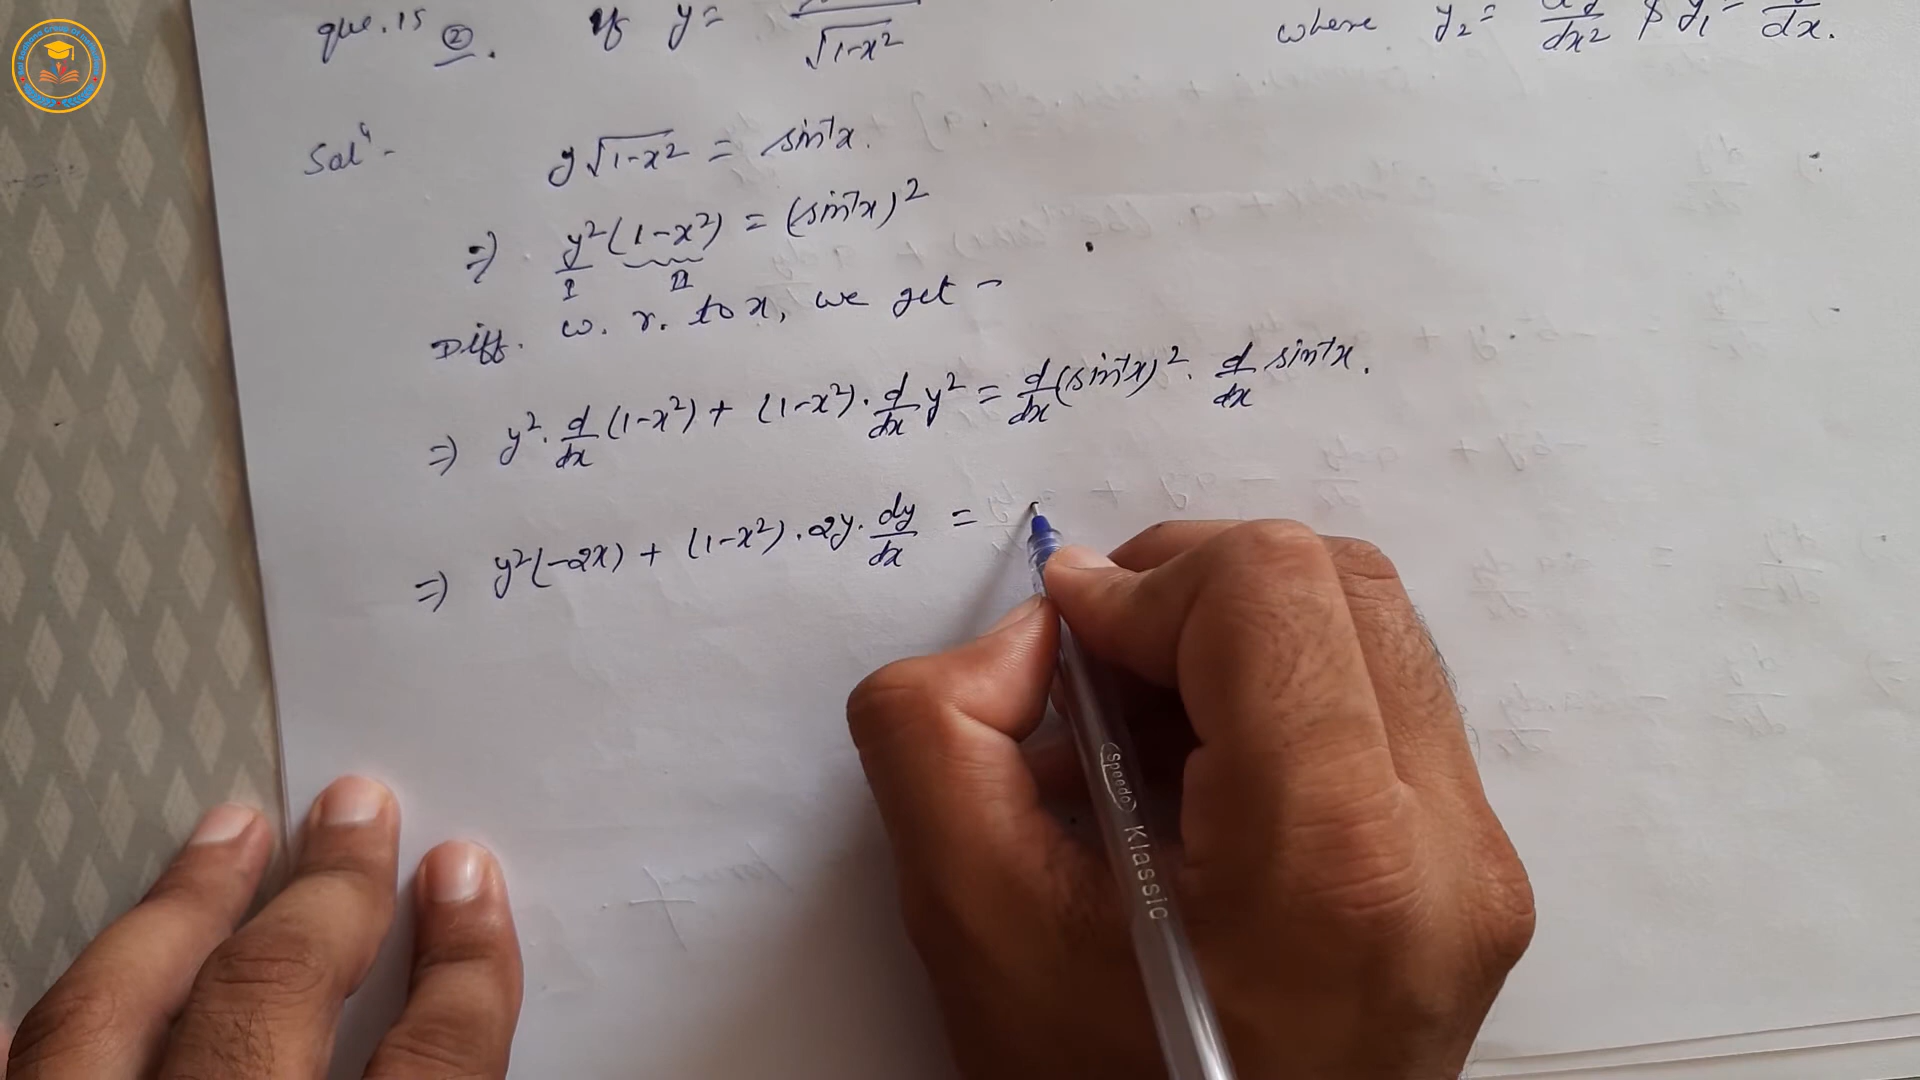 que. 15 ②. If y = √1-x² where y₂ = dx² & y₁ = dx.
Solⁿ - y√1-x² = sin⁻¹x.
⇒ y²(1-x²) = (sin⁻¹x)²
I II
Diff. w. r. to x, we get -
⇒ y². d/dx (1-x²) + (1-x²). d/dx y² = d/dx (sin⁻¹x)². d/dx sin⁻¹x.
⇒ y²(-2x) + (1-x²). 2y. dy/dx =
Speedo Klassic